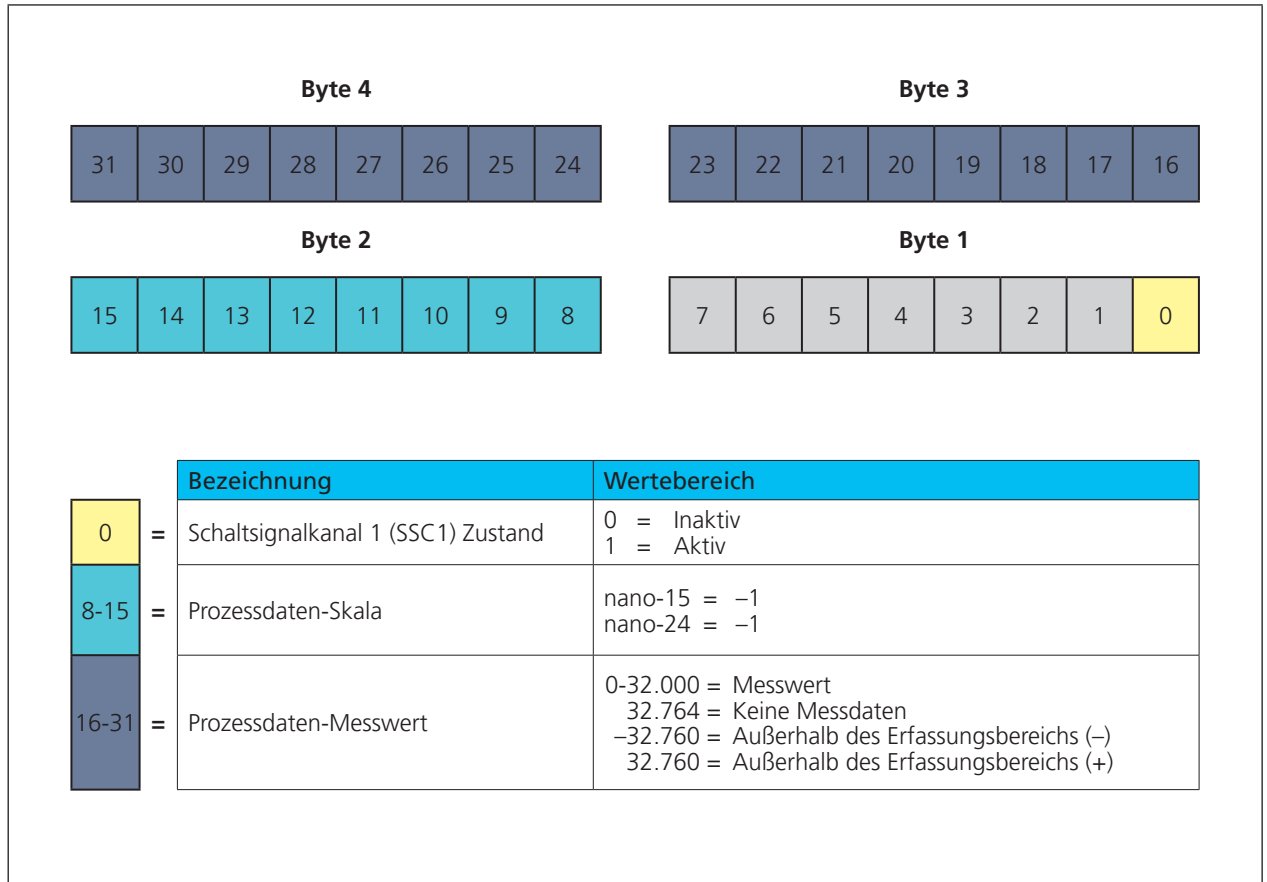 Byte 4
Byte 3
31 30 29 28 27 26 25 24
23 22 21 20 19 18 17 16
Byte 2
Byte 1
15 14 13 12 11 10 9 8
7 6 5 4 3 2 1 0
Bezeichnung
Wertebereich
0 = Schaltsignalkanal 1 (SSC1) Zustand
0 = Inaktiv
1 = Aktiv
8-15 = Prozessdaten-Skala
nano-15 = –1
nano-24 = –1
16-31 = Prozessdaten-Messwert
0-32.000 = Messwert
32.764 = Keine Messdaten
–32.760 = Außerhalb des Erfassungsbereichs (–)
32.760 = Außerhalb des Erfassungsbereichs (+)